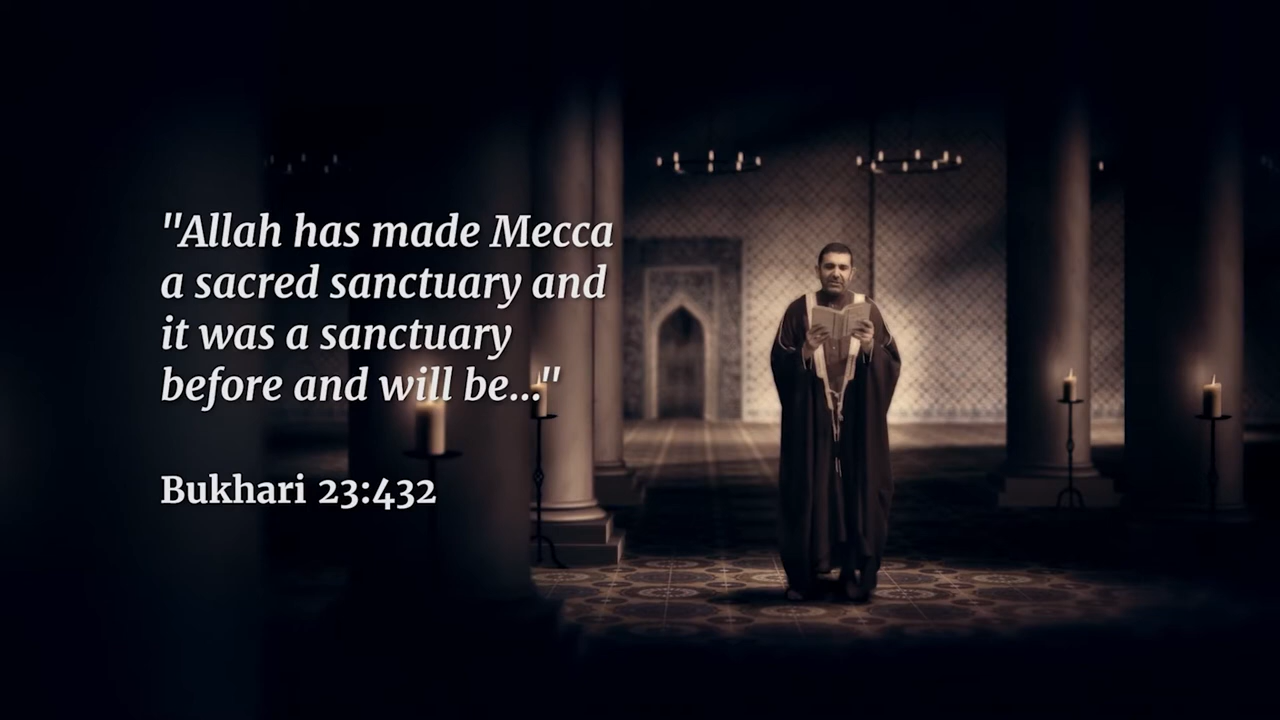 "Allah has made Mecca
a sacred sanctuary and
it was a sanctuary
before and will be..."
Bukhari 23:432